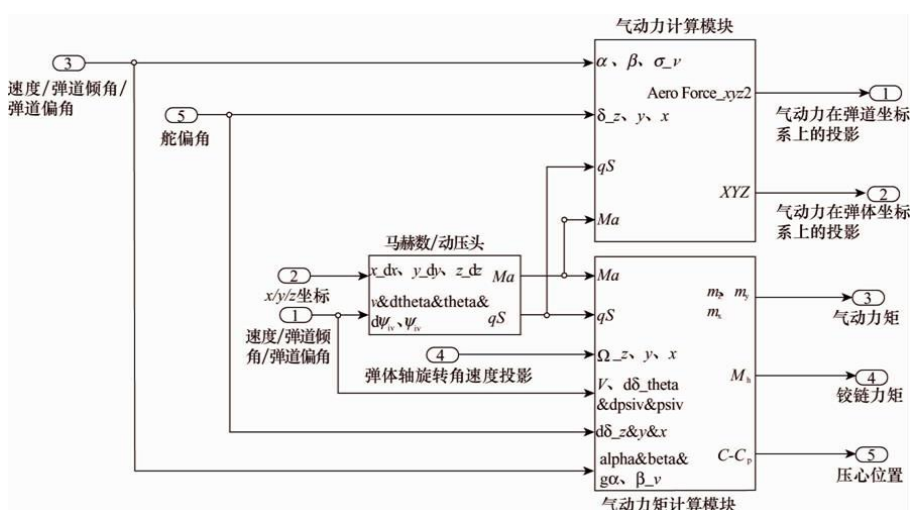 气动力计算模块
3
α、β、σ_v
速度/弹道倾角/
弹道偏角
Aero Force_xyz2
1
5
δ_z、y、x
气动力在弹道坐标
系上的投影
舵偏角
qS
XYZ
2
Ma
气动力在弹体坐标
系上的投影
马赫数/动压头
2
x_dx、y_dy、z_dz
Ma
Ma
x/y/z坐标
v&dtheta&theta&
dψiv、ψiv
qS
1
qS
m m_y
m_x
3
速度/弹道倾
角/弹道偏角
气动力矩
4
Ω_z、y、x
弹体轴旋转角速度投影
V、dδ_theta
&dpsiv&psiv
M_h
4
铰链力矩
dδ_z&y&x
alpha&beta&
gα、β_v
C-C_p
5
压心位置
气动力矩计算模块